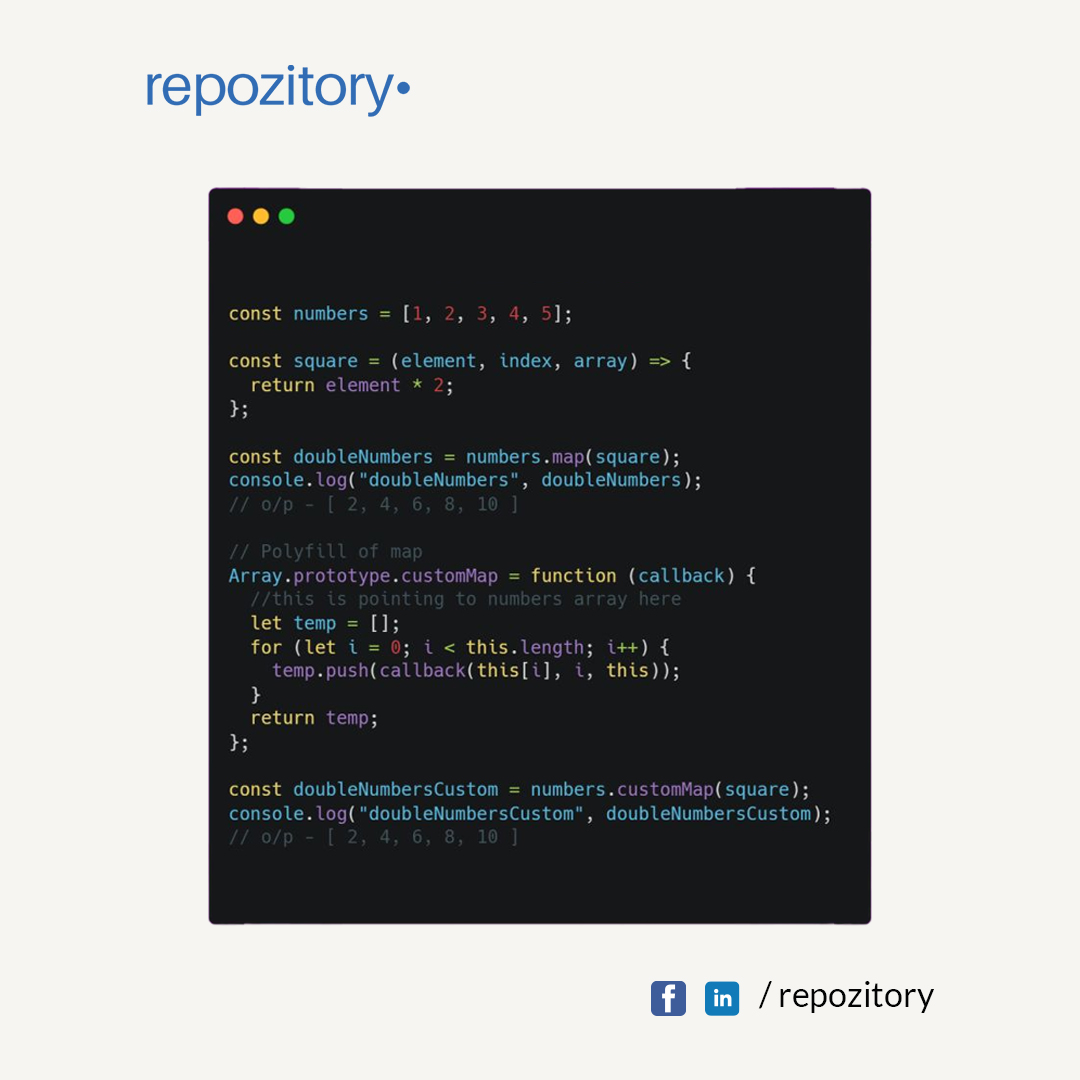 repozitory•
const numbers = [1, 2, 3, 4, 5];
const square = (element, index, array) => {
  return element * 2;
};
const doubleNumbers = numbers.map(square);
console.log("doubleNumbers", doubleNumbers);
// o/p - [ 2, 4, 6, 8, 10 ]
// Polyfill of map
Array.prototype.customMap = function (callback) {
  //this is pointing to numbers array here
  let temp = [];
  for (let i = 0; i < this.length; i++) {
    temp.push(callback(this[i], i, this));
  }
  return temp;
};
const doubleNumbersCustom = numbers.customMap(square);
console.log("doubleNumbersCustom", doubleNumbersCustom);
// o/p - [ 2, 4, 6, 8, 10 ]
f in / repozitory